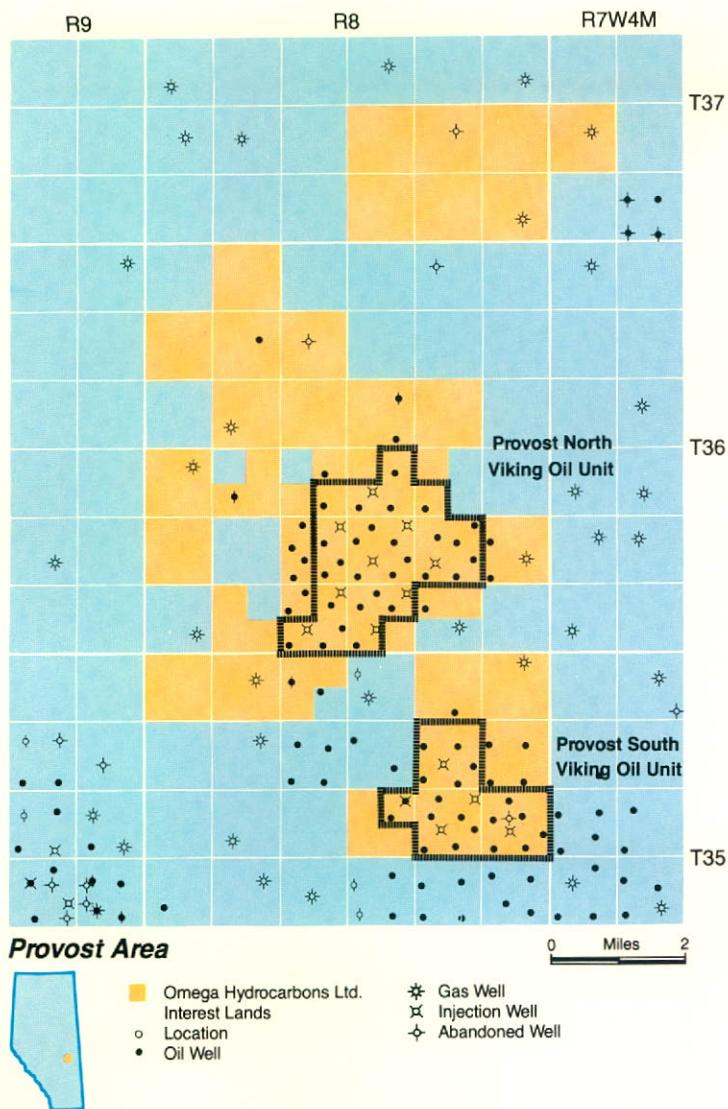 R9 R8 R7W4M
T37
T36
Provost North
Viking Oil Unit
Provost South
Viking Oil Unit
T35
Provost Area
0 Miles 2
Omega Hydrocarbons Ltd.
Interest Lands
Location
Oil Well
Gas Well
Injection Well
Abandoned Well